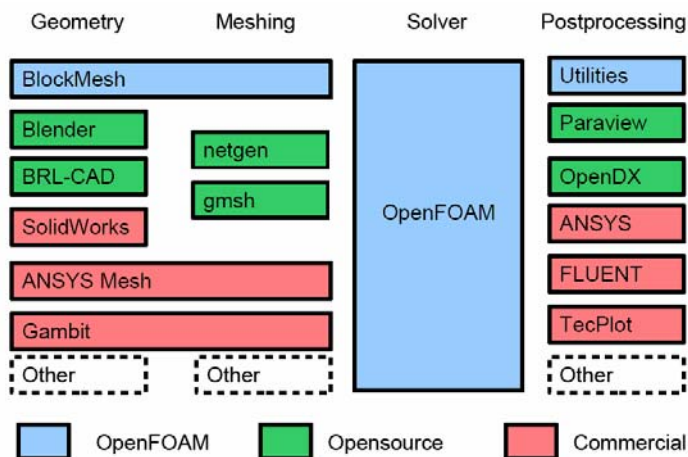 Geometry
Meshing
Solver
Postprocessing
BlockMesh
Utilities
Blender
Paraview
netgen
BRL-CAD
OpenDX
gmsh
OpenFOAM
SolidWorks
ANSYS
ANSYS Mesh
FLUENT
Gambit
TecPlot
Other
Other
Other
OpenFOAM
Opensource
Commercial